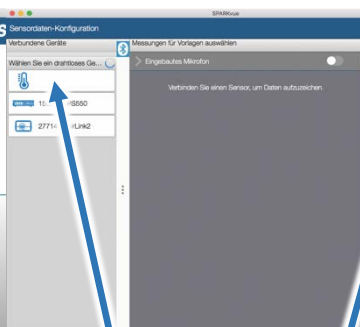 SPARKvue
Sensordaten-Konfiguration
Verbundene Geräte
Messungen für Vorlagen auswählen
Wählen Sie ein drahtloses Ge...
Eingebautes Mikrofon
Verbinden Sie einen Sensor, um Daten aufzuzeichen.